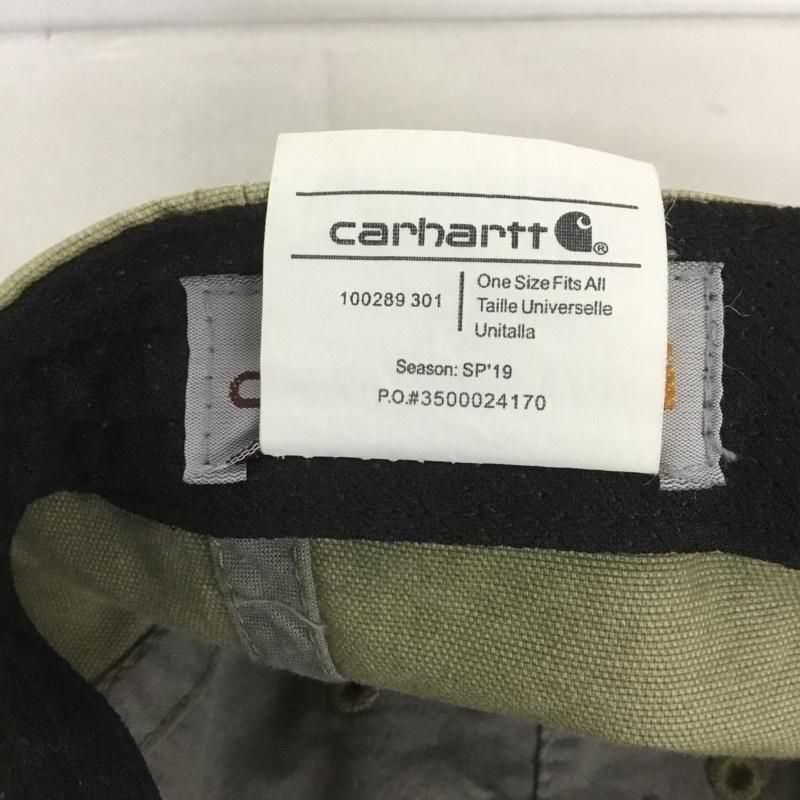 carhartt ®
100289 301
One Size Fits All
Taille Universelle
Unitalla
Season: SP'19
P.O.#3500024170